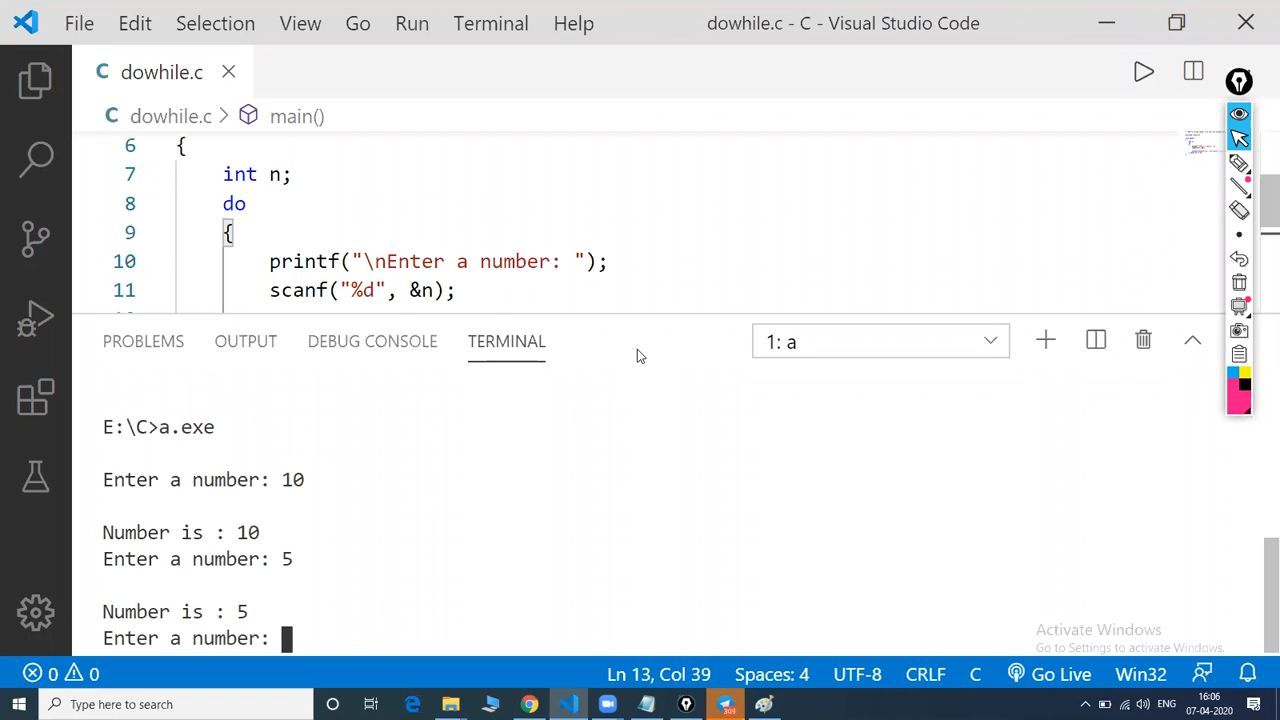 File Edit Selection View Go Run Terminal Help dowhile.c - C - Visual Studio Code
C dowhile.c
C dowhile.c > main()
6 {
7 int n;
8 do
9 {
10 printf("\nEnter a number: ");
11 scanf("%d", &n);
PROBLEMS OUTPUT DEBUG CONSOLE TERMINAL 1: a
E:\C>a.exe
Enter a number: 10
Number is : 10
Enter a number: 5
Number is : 5
Enter a number:
Activate Windows
Go to Settings to activate Windows.
0 0 Ln 13, Col 39 Spaces: 4 UTF-8 CRLF C Go Live Win32
Type here to search 309 ENG 16:06
07-04-2020